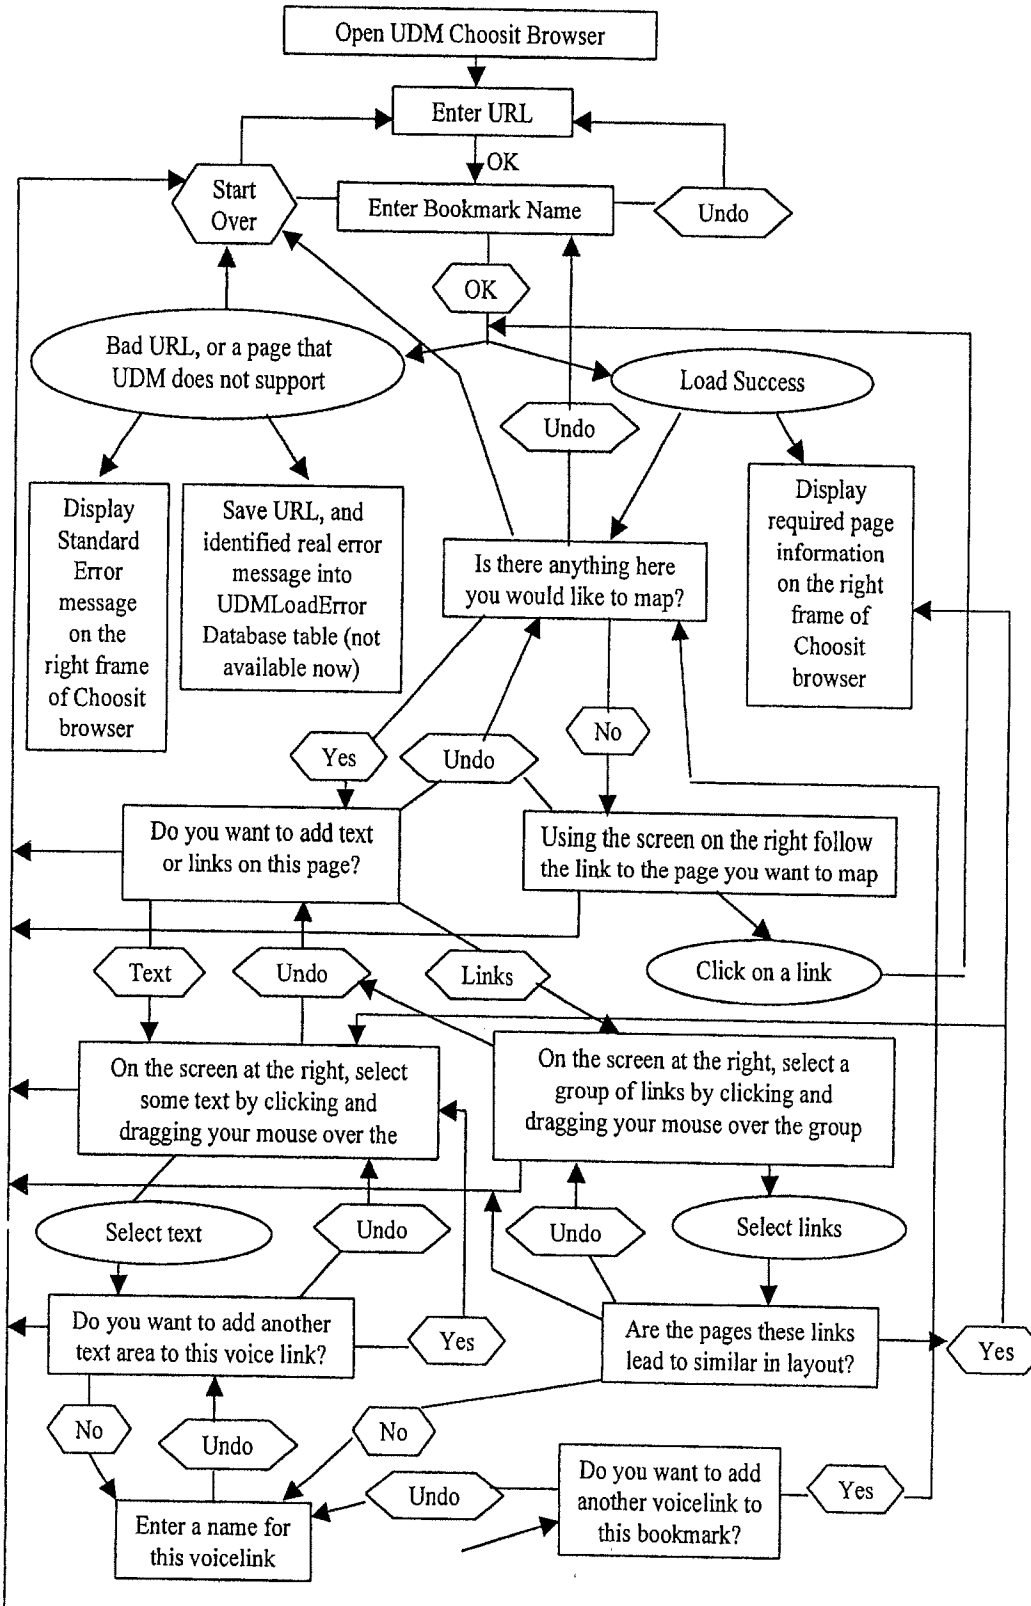 Open UDM Choosit Browser
Enter URL
OK
Start
Over
Enter Bookmark Name
Undo
OK
Bad URL, or a page that
UDM does not support
Load Success
Undo
Display
Standard
Error
message
on the
right frame
of Choosit
browser
Save URL, and
identified real error
message into
UDMLoadError
Database table (not
available now)
Is there anything here
you would like to map?
Display
required page
information
on the right
frame of
Choosit
browser
Yes
Undo
No
Do you want to add text
or links on this page?
Using the screen on the right follow
the link to the page you want to map
Text
Undo
Links
Click on a link
On the screen at the right, select
some text by clicking and
dragging your mouse over the
On the screen at the right, select a
group of links by clicking and
dragging your mouse over the group
Select text
Undo
Undo
Select links
Do you want to add another
text area to this voice link?
Yes
Are the pages these links
lead to similar in layout?
Yes
No
Undo
No
Enter a name for
this voicelink
Undo
Do you want to add
another voicelink to
this bookmark?
Yes